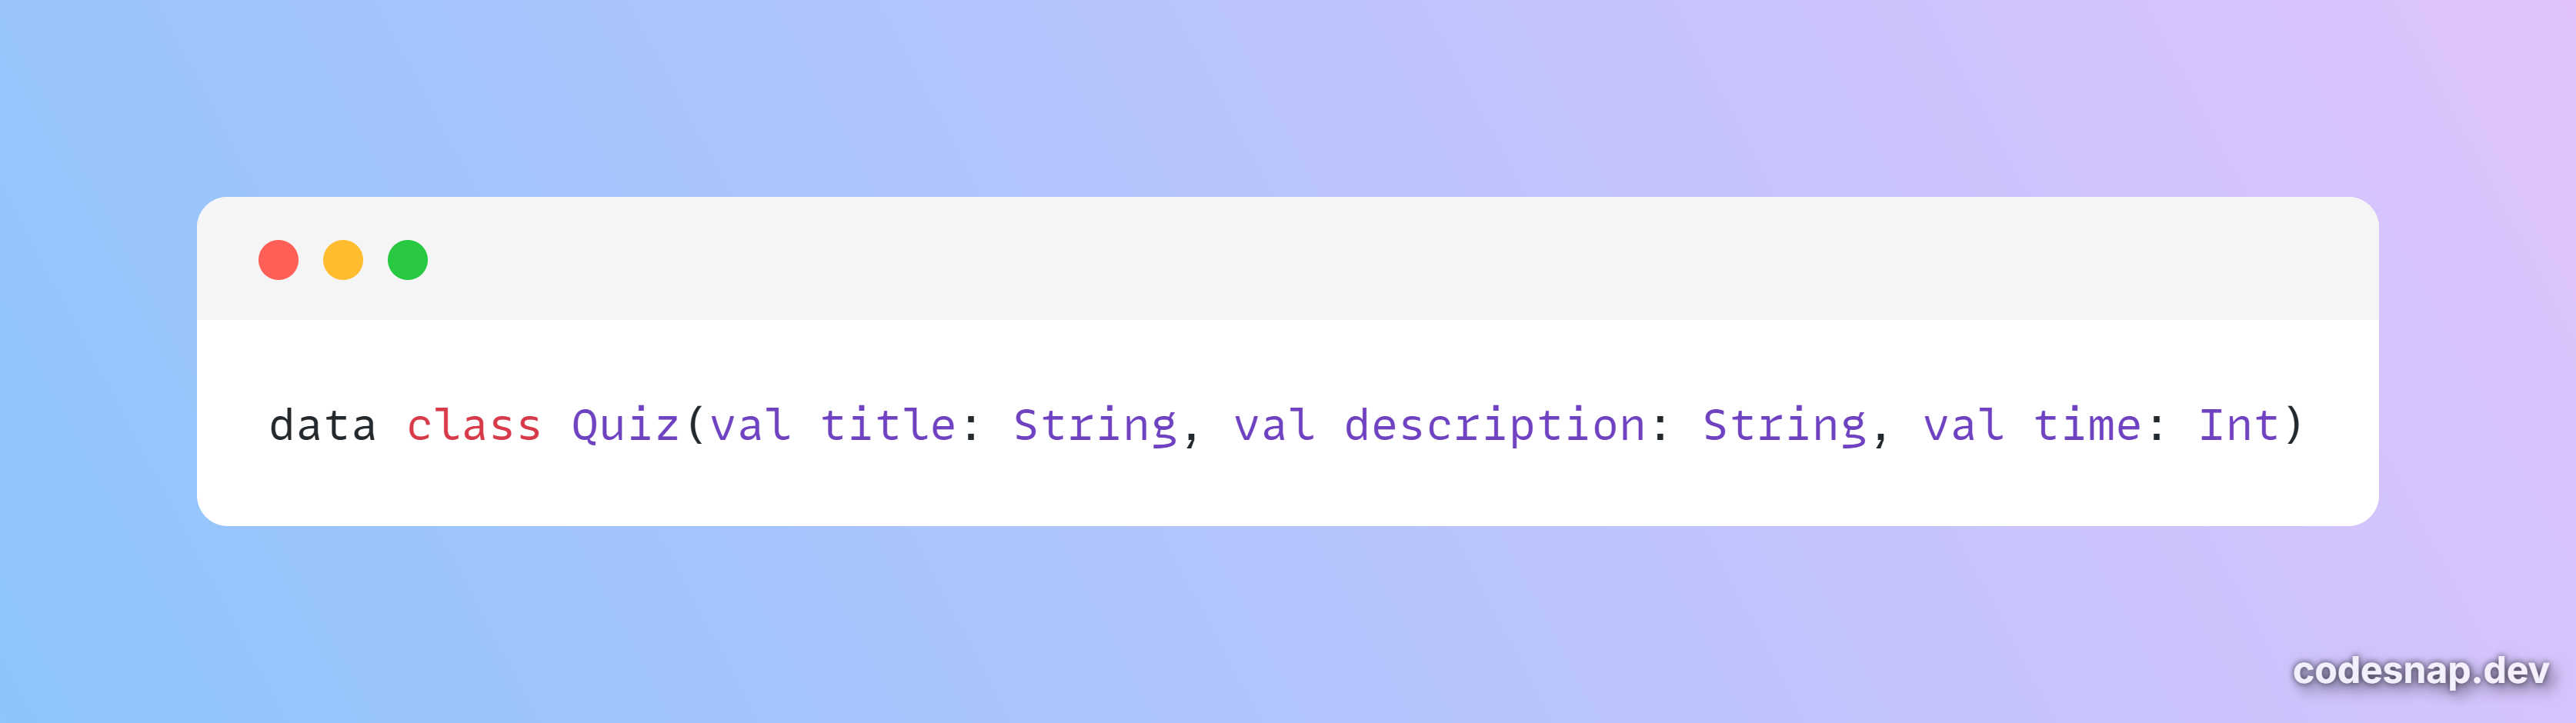 data class Quiz(val title: String, val description: String, val time: Int)
codesnap.dev